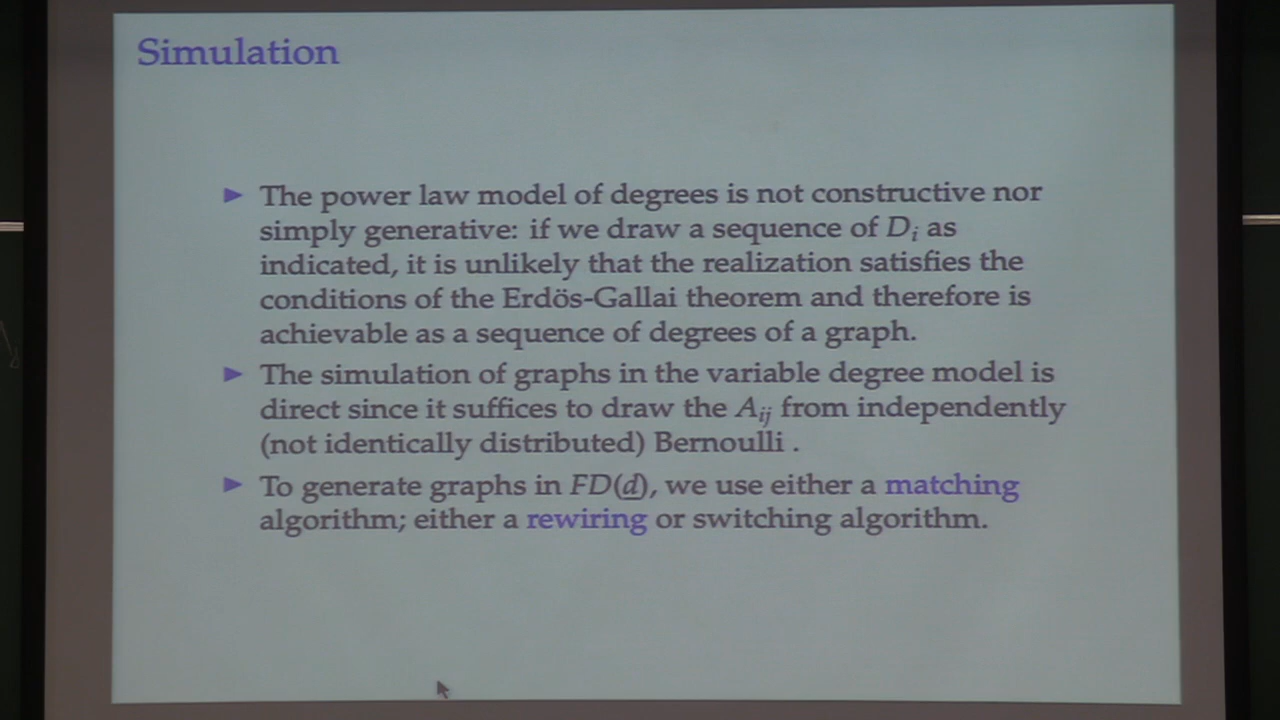 Simulation
► The power law model of degrees is not constructive nor
simply generative: if we draw a sequence of Di as
indicated, it is unlikely that the realization satisfies the
conditions of the Erdös-Gallai theorem and therefore is
achievable as a sequence of degrees of a graph.
► The simulation of graphs in the variable degree model is
direct since it suffices to draw the Aij from independently
(not identically distributed) Bernoulli .
► To generate graphs in FD(d), we use either a matching
algorithm; either a rewiring or switching algorithm.